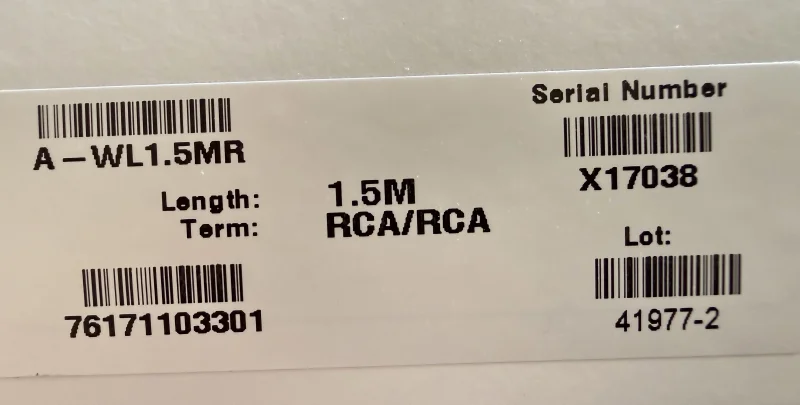 A-WL1.5MR
Length: 1.5M
Term: RCA/RCA
76171103301
Serial Number
X17038
Lot:
41977-2